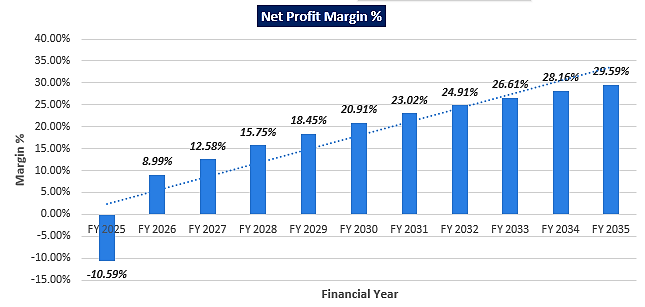 Net Profit Margin %
40.00%
35.00%
30.00%
25.00%
20.00%
15.00%
10.00%
5.00%
0.00%
-5.00%
-10.00%
-15.00%
Margin %
-10.59%
8.99%
12.58%
15.75%
18.45%
20.91%
23.02%
24.91%
26.61%
28.16%
29.59%
FY 2025
FY 2026
FY 2027
FY 2028
FY 2029
FY 2030
FY 2031
FY 2032
FY 2033
FY 2034
FY 2035
Financial Year